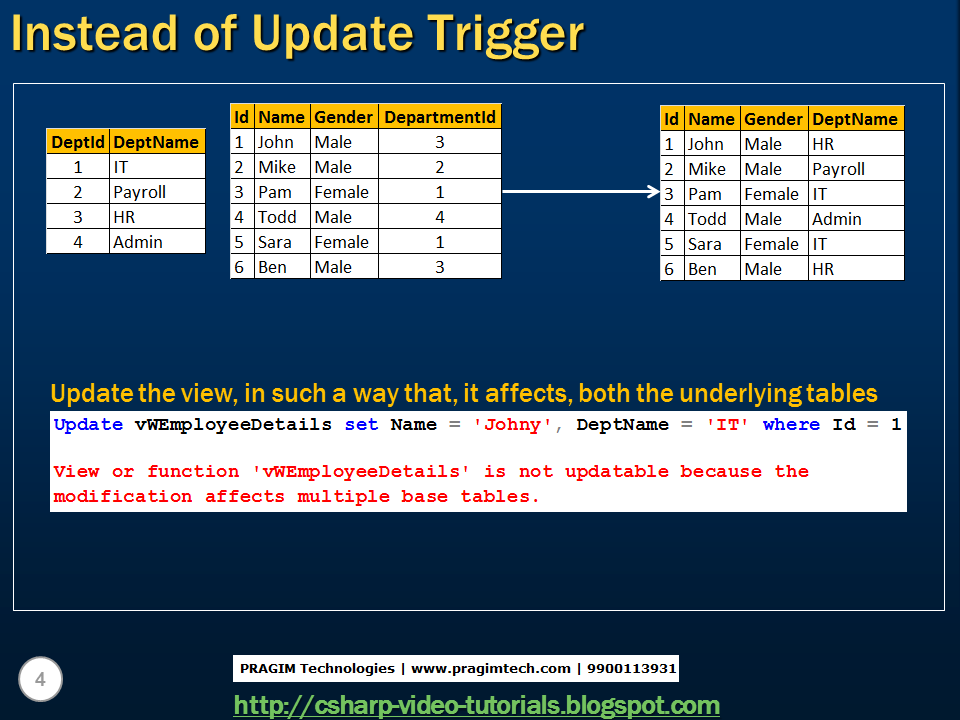 Instead of Update Trigger
DeptId DeptName
1 IT
2 Payroll
3 HR
4 Admin
Id Name Gender DepartmentId
1 John Male 3
2 Mike Male 2
3 Pam Female 1
4 Todd Male 4
5 Sara Female 1
6 Ben Male 3
Id Name Gender DeptName
1 John Male HR
2 Mike Male Payroll
3 Pam Female IT
4 Todd Male Admin
5 Sara Female IT
6 Ben Male HR
Update the view, in such a way that, it affects, both the underlying tables
Update vWEmployeeDetails set Name = 'Johny', DeptName = 'IT' where Id = 1
View or function 'vWEmployeeDetails' is not updatable because the
modification affects multiple base tables.
4
PRAGIM Technologies | www.pragimtech.com | 9900113931
http://csharp-video-tutorials.blogspot.com